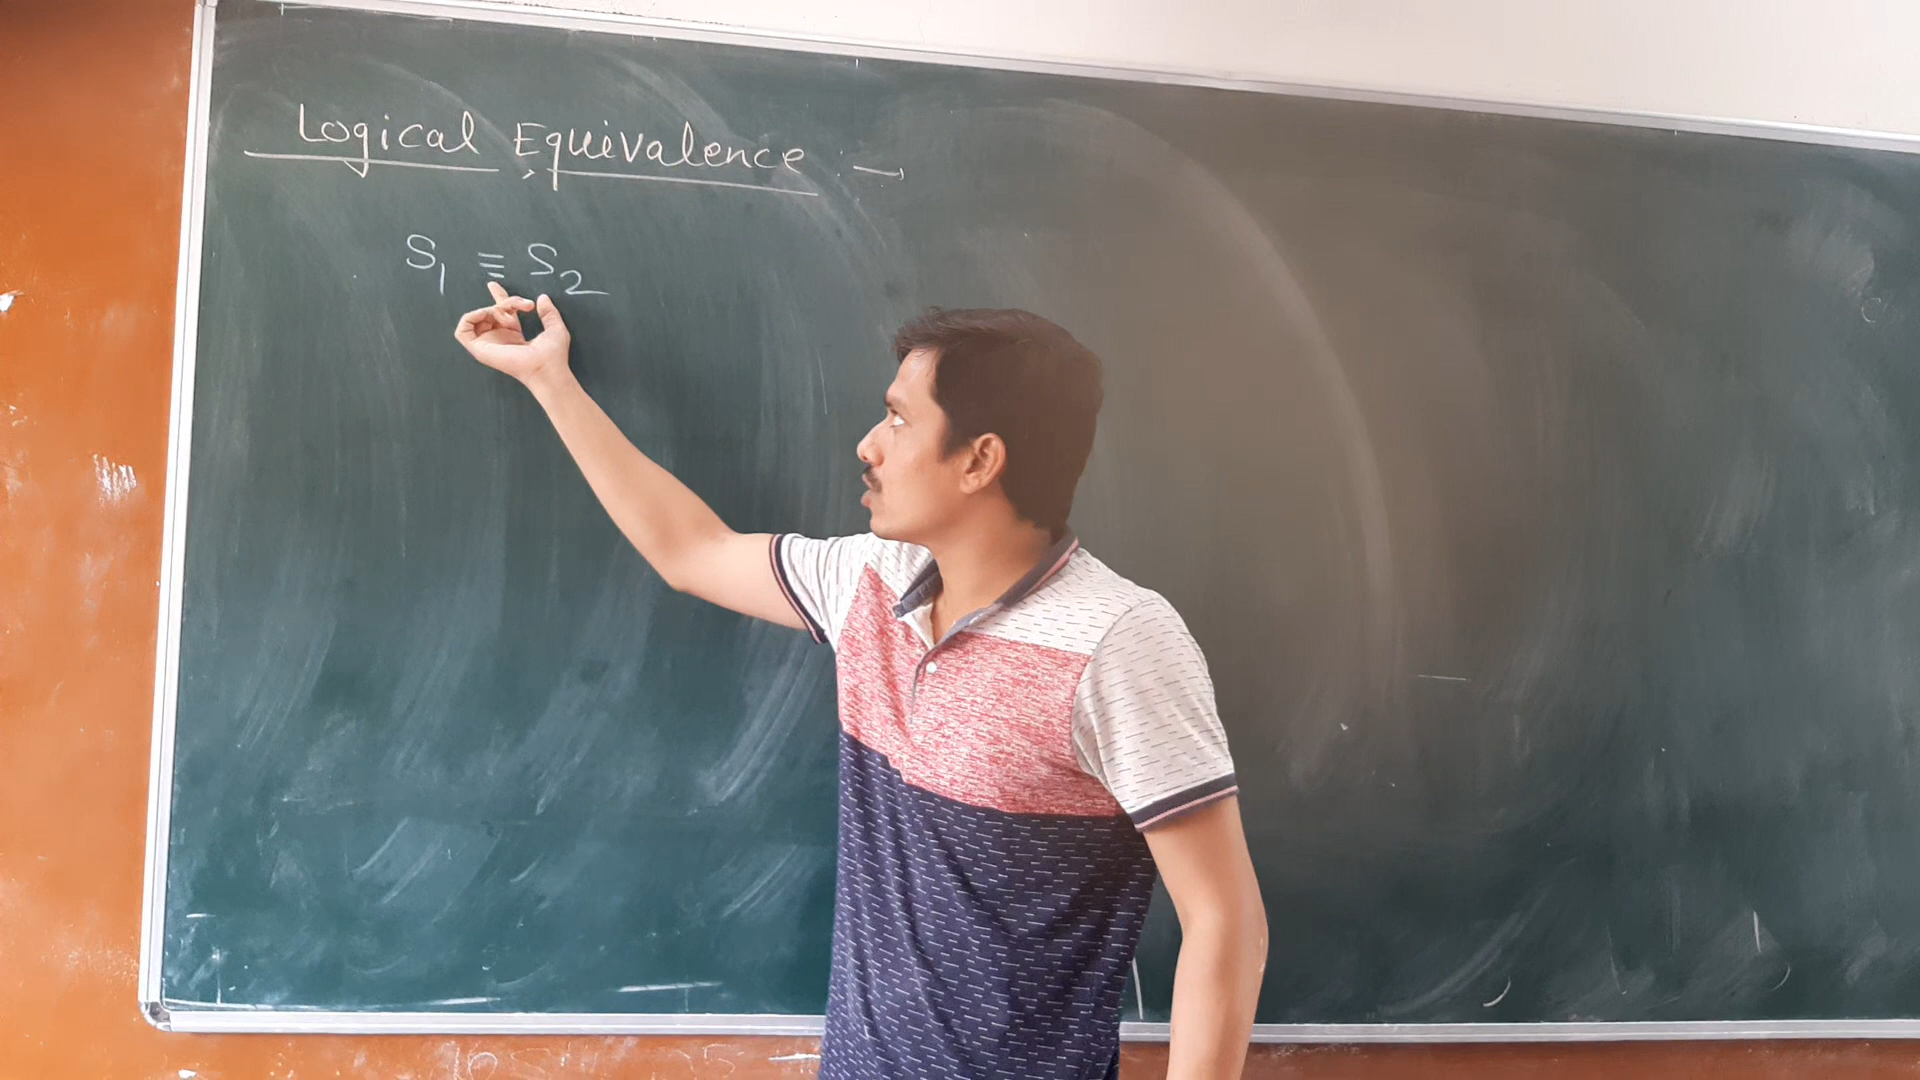 Logical Equivalence :→
S₁ ≡ S₂